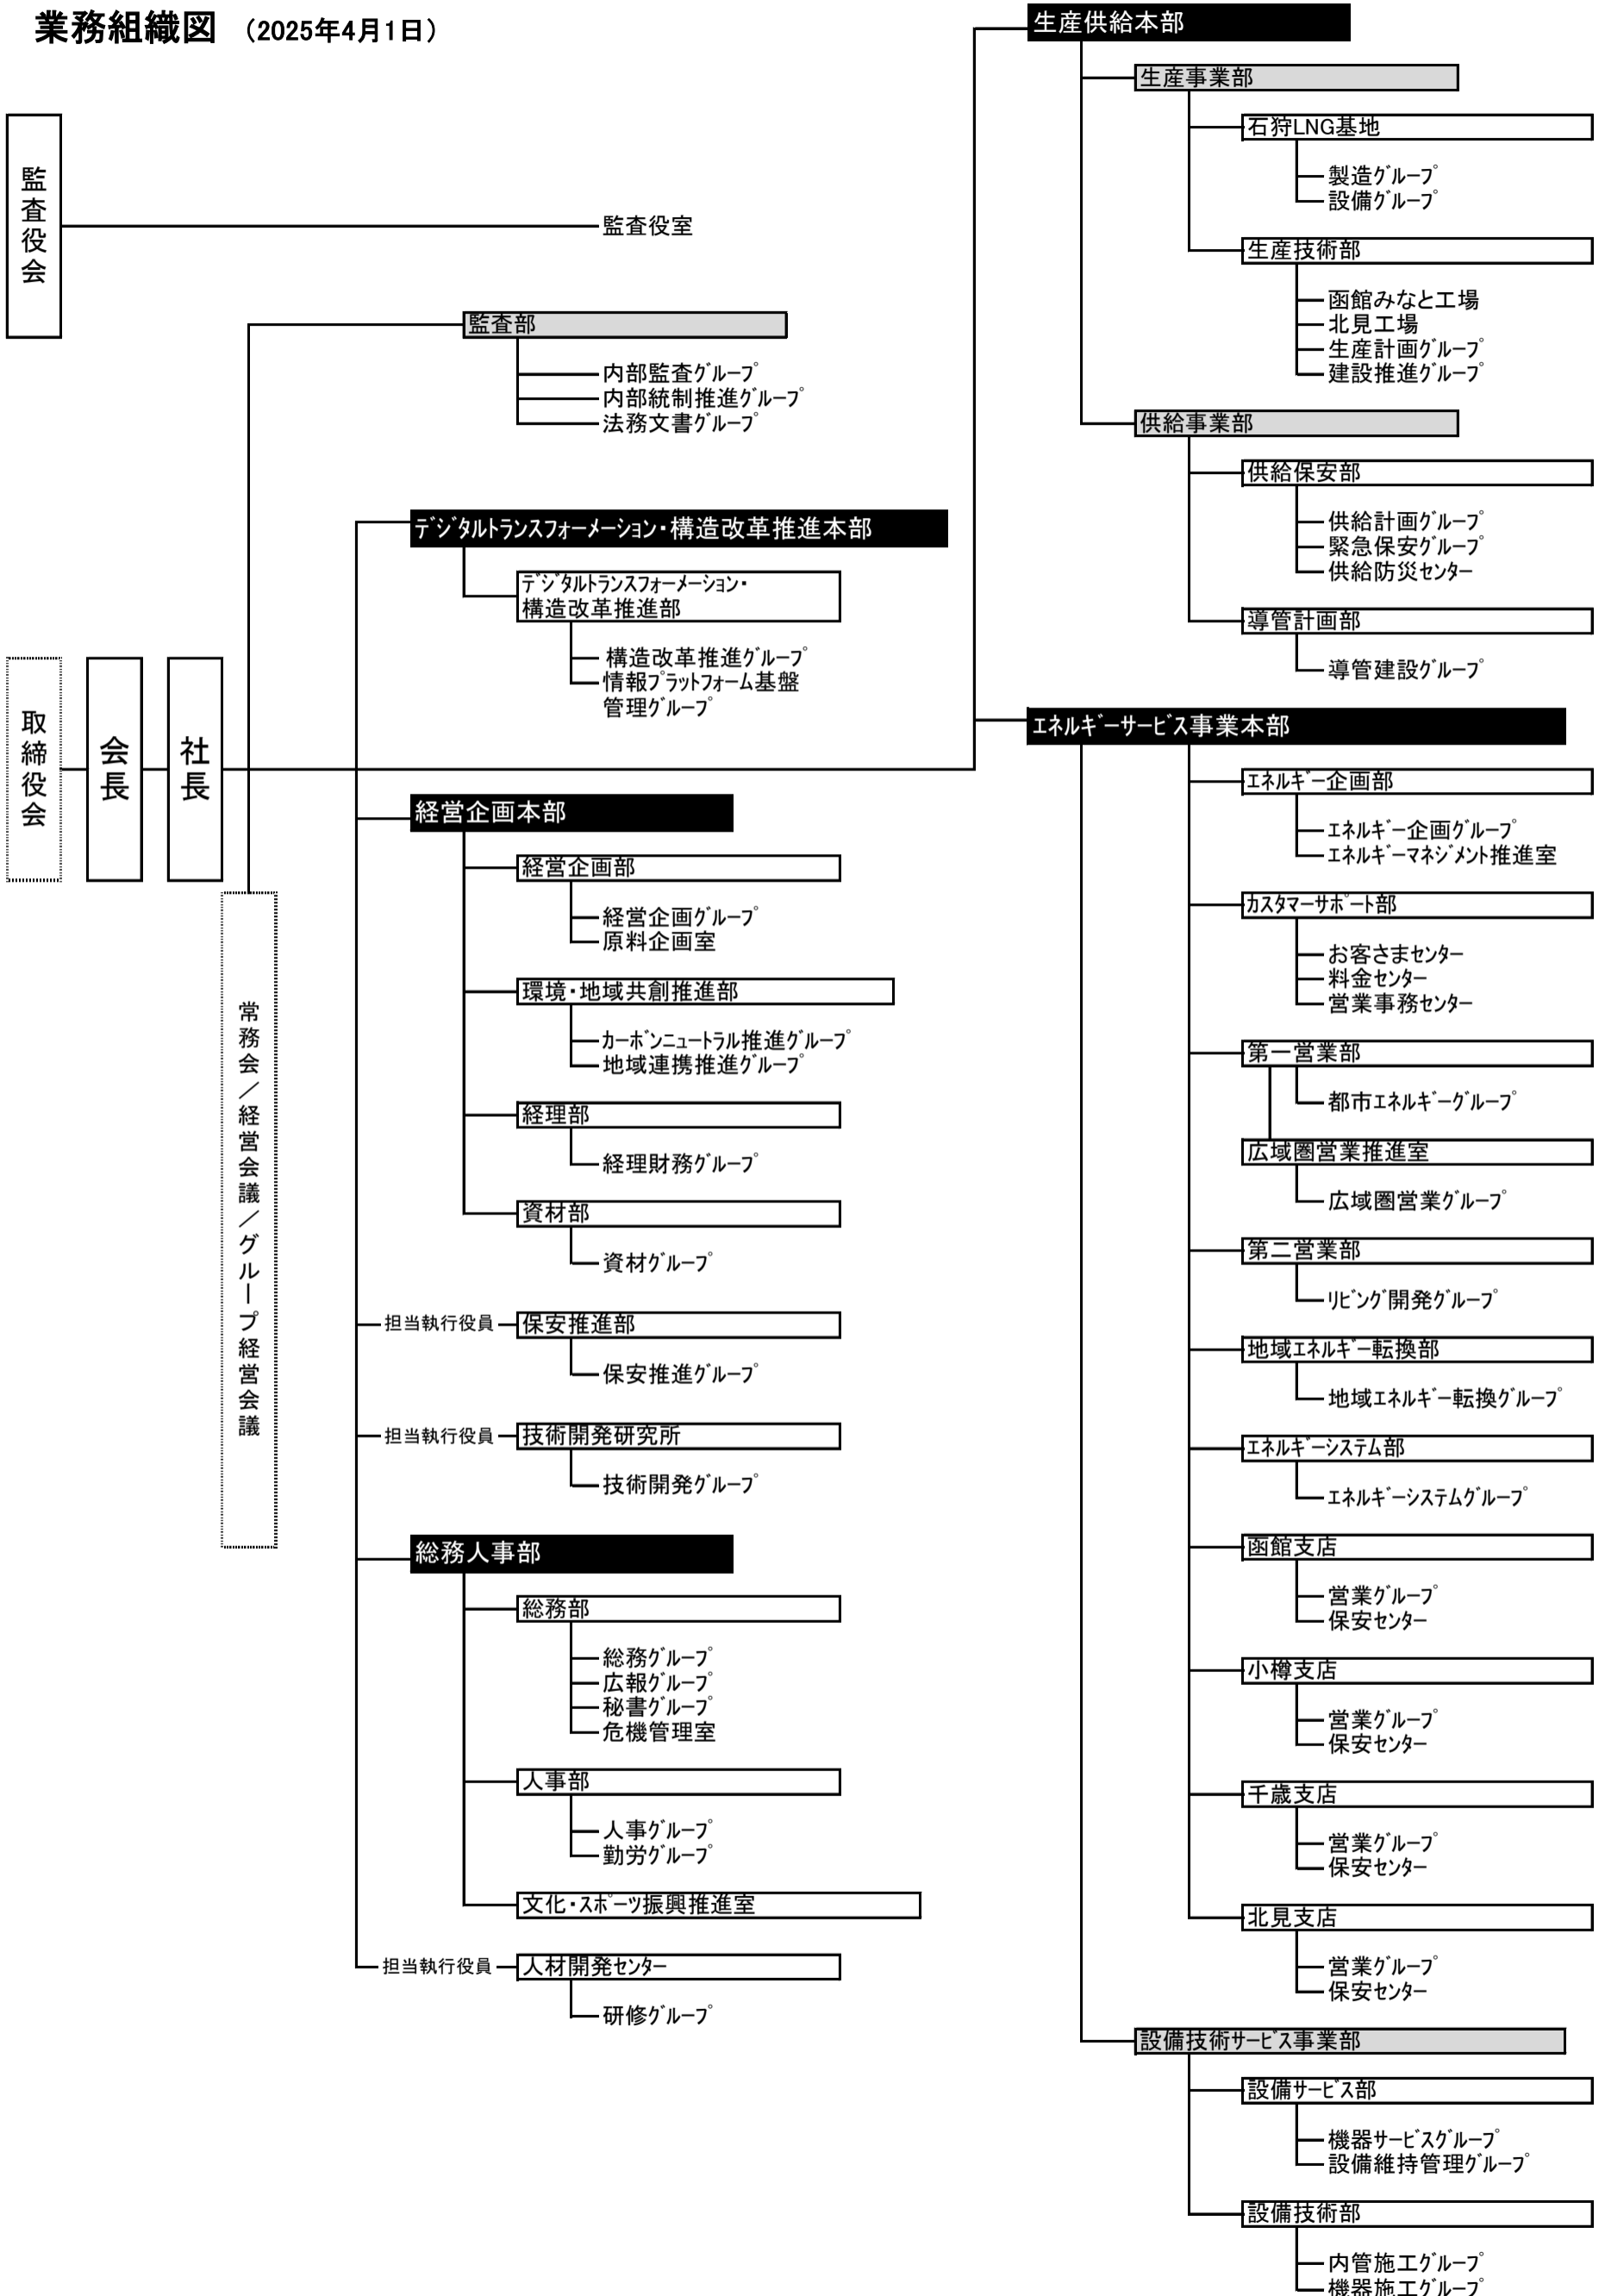 業務組織図 (2025年4月1日)
監査役会
監査役室
監査部
内部監査ｸﾞﾙｰﾌﾟ
内部統制推進ｸﾞﾙｰﾌﾟ
法務文書ｸﾞﾙｰﾌﾟ
取締役会
会長
社長
常務会／経営会議／グループ経営会議
ﾃﾞｼﾞﾀﾙﾄﾗﾝｽﾌｫｰﾒｰｼｮﾝ・構造改革推進本部
ﾃﾞｼﾞﾀﾙﾄﾗﾝｽﾌｫｰﾒｰｼｮﾝ・
構造改革推進部
構造改革推進ｸﾞﾙｰﾌﾟ
情報ﾌﾟﾗｯﾄﾌｫｰﾑ基盤
管理ｸﾞﾙｰﾌﾟ
経営企画本部
経営企画部
経営企画ｸﾞﾙｰﾌﾟ
原料企画室
環境・地域共創推進部
ｶｰﾎﾞﾝﾆｭｰﾄﾗﾙ推進ｸﾞﾙｰﾌﾟ
地域連携推進ｸﾞﾙｰﾌﾟ
経理部
経理財務ｸﾞﾙｰﾌﾟ
資材部
資材ｸﾞﾙｰﾌﾟ
担当執行役員
保安推進部
保安推進ｸﾞﾙｰﾌﾟ
担当執行役員
技術開発研究所
技術開発ｸﾞﾙｰﾌﾟ
総務人事部
総務部
総務ｸﾞﾙｰﾌﾟ
広報ｸﾞﾙｰﾌﾟ
秘書ｸﾞﾙｰﾌﾟ
危機管理室
人事部
人事ｸﾞﾙｰﾌﾟ
勤労ｸﾞﾙｰﾌﾟ
文化・ｽﾎﾟｰﾂ振興推進室
担当執行役員
人材開発ｾﾝﾀｰ
研修ｸﾞﾙｰﾌﾟ
生産供給本部
生産事業部
石狩LNG基地
製造ｸﾞﾙｰﾌﾟ
設備ｸﾞﾙｰﾌﾟ
生産技術部
函館みなと工場
北見工場
生産計画ｸﾞﾙｰﾌﾟ
建設推進ｸﾞﾙｰﾌﾟ
供給事業部
供給保安部
供給計画ｸﾞﾙｰﾌﾟ
緊急保安ｸﾞﾙｰﾌﾟ
供給防災ｾﾝﾀｰ
導管計画部
導管建設ｸﾞﾙｰﾌﾟ
ｴﾈﾙｷﾞｰｻｰﾋﾞｽ事業本部
ｴﾈﾙｷﾞｰ企画部
ｴﾈﾙｷﾞｰ企画ｸﾞﾙｰﾌﾟ
ｴﾈﾙｷﾞｰﾏﾈｼﾞﾒﾝﾄ推進室
ｶｽﾀﾏｰｻﾎﾟｰﾄ部
お客さまｾﾝﾀｰ
料金ｾﾝﾀｰ
営業事務ｾﾝﾀｰ
第一営業部
都市ｴﾈﾙｷﾞｰｸﾞﾙｰﾌﾟ
広域圏営業推進室
広域圏営業ｸﾞﾙｰﾌﾟ
第二営業部
ﾘﾋﾞﾝｸﾞ開発ｸﾞﾙｰﾌﾟ
地域ｴﾈﾙｷﾞｰ転換部
地域ｴﾈﾙｷﾞｰ転換ｸﾞﾙｰﾌﾟ
ｴﾈﾙｷﾞｰｼｽﾃﾑ部
ｴﾈﾙｷﾞｰｼｽﾃﾑｸﾞﾙｰﾌﾟ
函館支店
営業ｸﾞﾙｰﾌﾟ
保安ｾﾝﾀｰ
小樽支店
営業ｸﾞﾙｰﾌﾟ
保安ｾﾝﾀｰ
千歳支店
営業ｸﾞﾙｰﾌﾟ
保安ｾﾝﾀｰ
北見支店
営業ｸﾞﾙｰﾌﾟ
保安ｾﾝﾀｰ
設備技術ｻｰﾋﾞｽ事業部
設備ｻｰﾋﾞｽ部
機器ｻｰﾋﾞｽｸﾞﾙｰﾌﾟ
設備維持管理ｸﾞﾙｰﾌﾟ
設備技術部
内管施工ｸﾞﾙｰﾌﾟ
機器施工ｸﾞﾙｰﾌﾟ